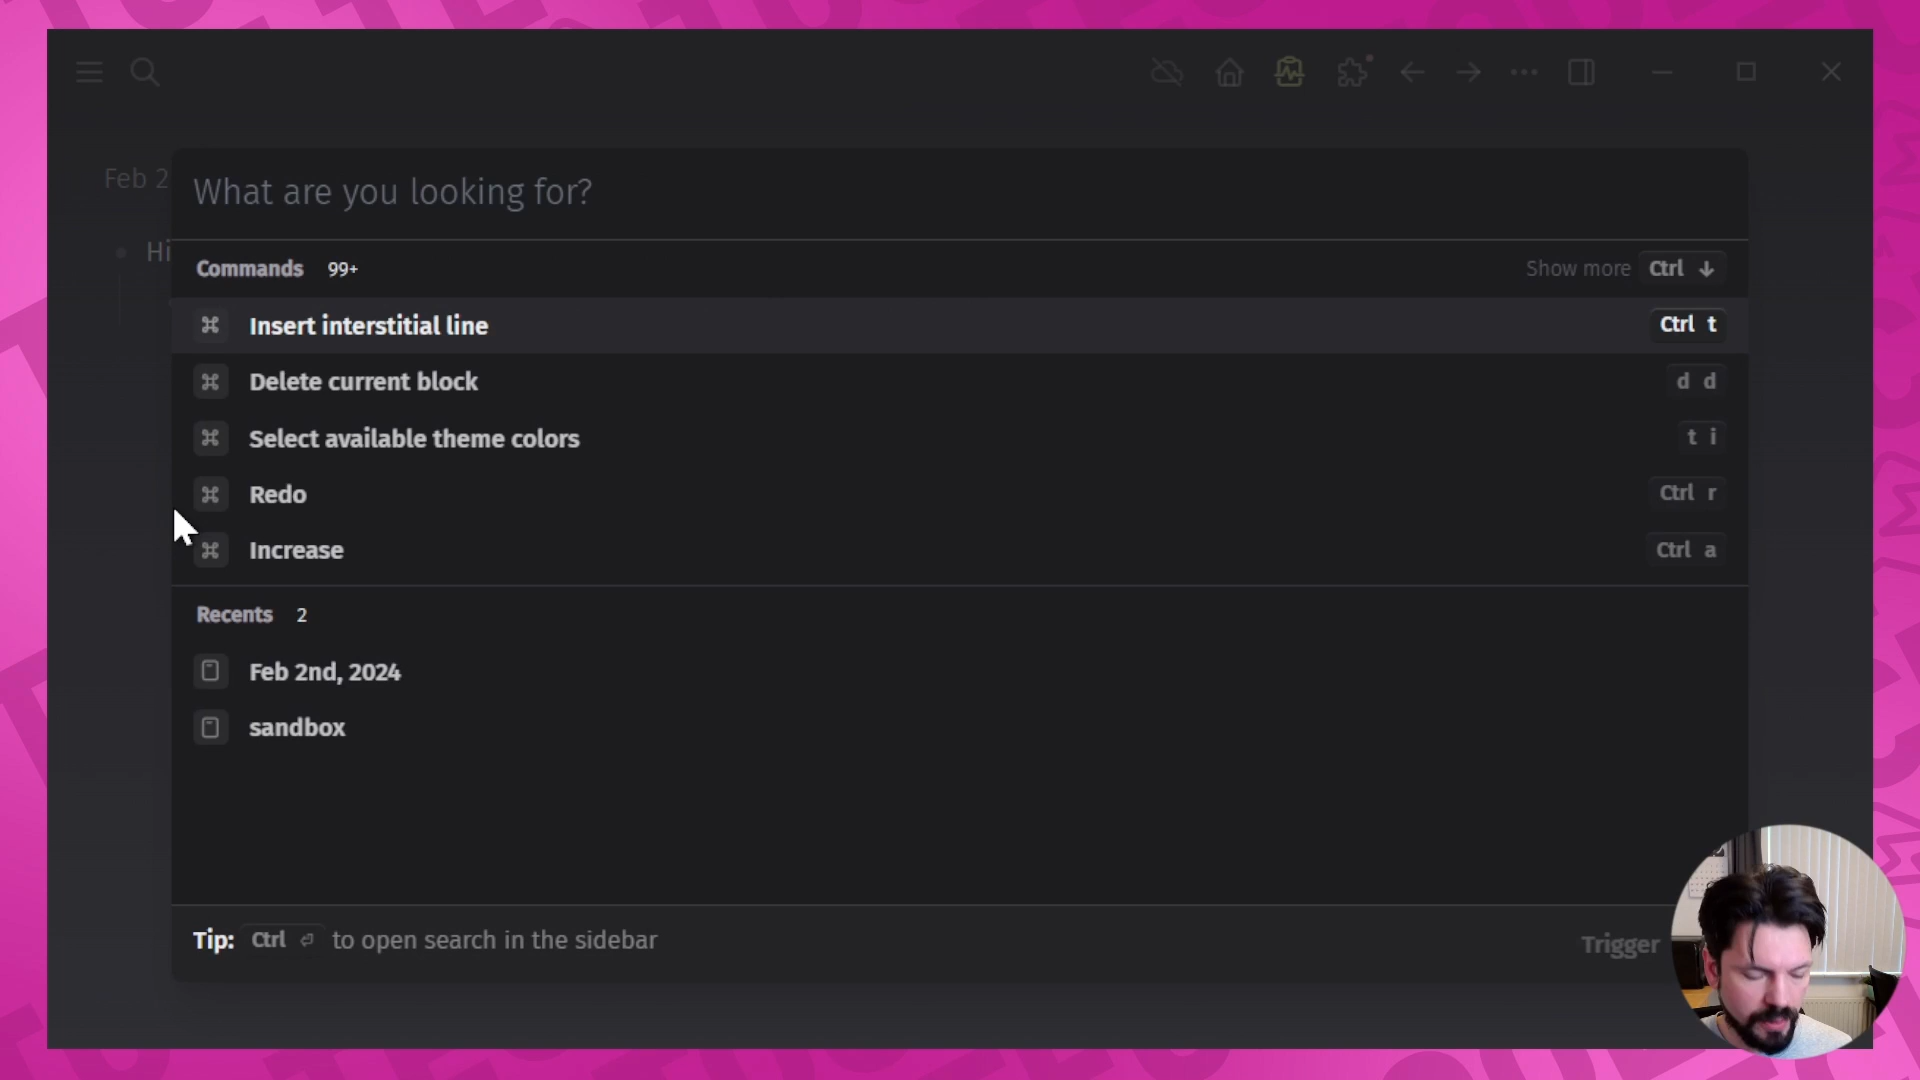 Feb 2
What are you looking for?
Hi
Commands 99+ Show more Ctrl ↓
Insert interstitial line Ctrl t
Delete current block d d
Select available theme colors t i
Redo Ctrl r
Increase Ctrl a
Recents 2
Feb 2nd, 2024
sandbox
Tip: Ctrl ⏎ to open search in the sidebar Trigger